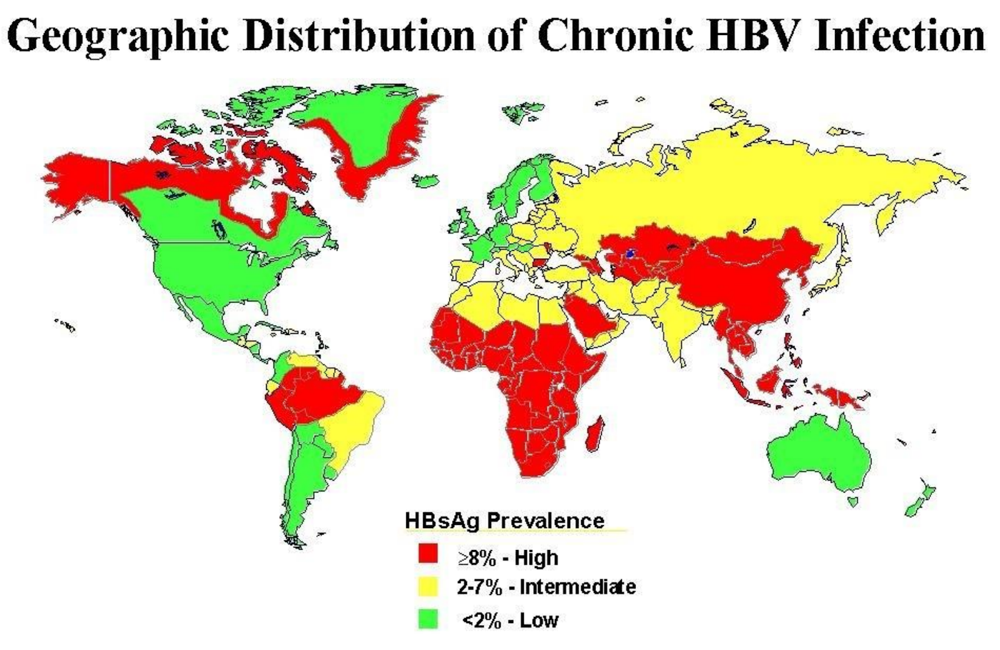 Geographic Distribution of Chronic HBV Infection
HBsAg Prevalence
≥8% - High
2-7% - Intermediate
<2% - Low